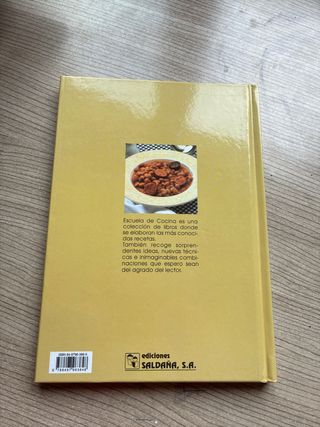 Escuela de Cocina es una
colección de libros donde
se elaboran las más conoci-
das recetas.
También recoge sorpren-
dentes ideas, nuevas técni-
cas e inimaginables combi-
naciones que espero sean
del agrado del lector.
ediciones
SALDAÑA, S.A.